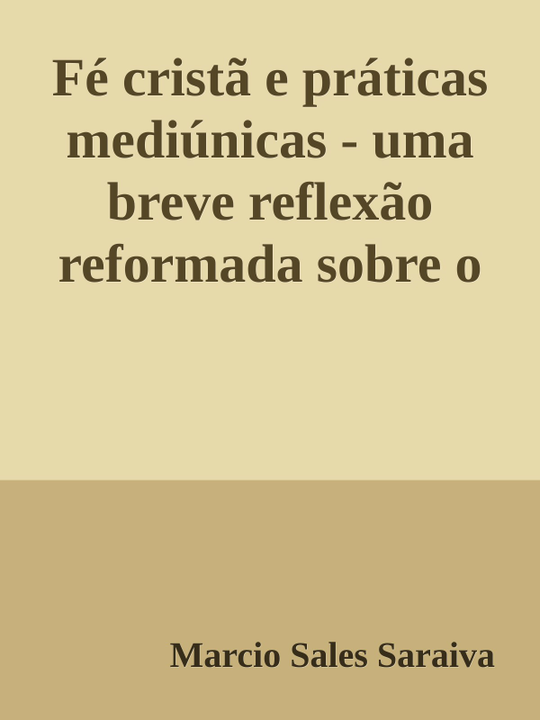 Fé cristã e práticas
mediúnicas - uma
breve reflexão
reformada sobre o
Marcio Sales Saraiva